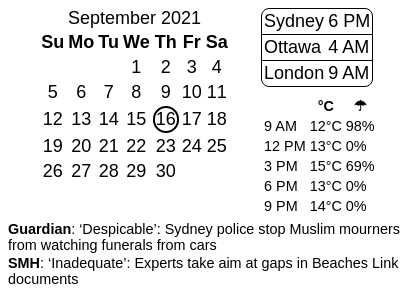 September 2021
Su Mo Tu We Th Fr Sa
1 2 3 4
5 6 7 8 9 10 11
12 13 14 15 16 17 18
19 20 21 22 23 24 25
26 27 28 29 30
Sydney 6 PM
Ottawa 4 AM
London 9 AM
°C ☂
9 AM 12°C 98%
12 PM 13°C 0%
3 PM 15°C 69%
6 PM 13°C 0%
9 PM 14°C 0%
Guardian: ‘Despicable’: Sydney police stop Muslim mourners
from watching funerals from cars
SMH: ‘Inadequate’: Experts take aim at gaps in Beaches Link
documents